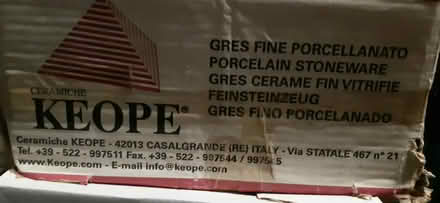 CERAMICHE
KEOPE®
GRES FINE PORCELLANATO
PORCELAIN STONEWARE
GRES CERAME FIN VITRIFIE
FEINSTEINZEUG
GRES FINO PORCELANADO
Ceramiche KEOPE - 42013 CASALGRANDE (RE) ITALY - Via STATALE 467 n° 21
Tel. +39 - 522 - 997511 Fax. +39 - 522 - 997544 /
www.Keope.com - E-mail info@keope.com